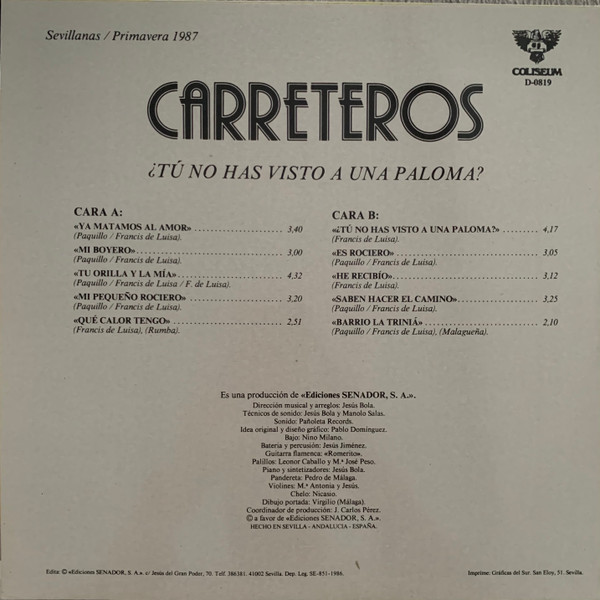 Sevillanas / Primavera 1987
COLISEUM
D-0819
CARRETEROS
¿TÚ NO HAS VISTO A UNA PALOMA?
CARA A:
«YA MATAMOS AL AMOR» ........................ 3,40
(Paquillo / Francis de Luisa).
«MI BOYERO»........................................ 3,00
(Paquillo / Francis de Luisa).
«TU ORILLA Y LA MÍA»............................ 4,32
(Paquillo / Francis de Luisa / F. de Luisa).
«MI PEQUEÑO ROCIERO» ......................... 3,20
(Paquillo / Francis de Luisa).
«QUÉ CALOR TENGO» ............................. 2,51
(Francis de Luisa), (Rumba).
CARA B:
«¿TÚ NO HAS VISTO A UNA PALOMA?» ......... 4,17
(Francis de Luisa).
«ES ROCIERO» ....................................... 3,05
(Paquillo / Francis de Luisa).
«HE RECIBÍO»........................................ 3,12
(Francis de Luisa).
«SABEN HACER EL CAMINO»..................... 3,25
(Paquillo / Francis de Luisa).
«BARRIO LA TRINIÁ» .............................. 2,10
(Paquillo / Francis de Luisa), (Malagueña).
Es una producción de «Ediciones SENADOR, S. A.».
Dirección musical y arreglos: Jesús Bola.
Técnicos de sonido: Jesús Bola y Manolo Salas.
Sonido: Pañoleta Records.
Idea original y diseño gráfico: Pablo Domínguez.
Bajo: Nino Milano.
Batería y percusión: Jesús Jiménez.
Guitarra flamenca: «Romerito».
Palillos: Leonor Caballo y M.ª José Peso.
Piano y sintetizadores: Jesús Bola.
Pandereta: Pedro de Málaga.
Violines: M.ª Antonia y Jesús.
Chelo: Nicasio.
Dibujo portada: Virgilio (Málaga).
Coordinador de producción: J. Carlos Pérez.
© a favor de «Ediciones SENADOR, S. A.».
HECHO EN SEVILLA - ANDALUCIA - ESPAÑA.
Edita: © «Ediciones SENADOR, S. A.». c/ Jesús del Gran Poder, 70. Telf. 386381. 41002 Sevilla. Dep. Leg. SE-851-1986.
Imprime: Gráficas del Sur. San Eloy, 51. Sevilla.